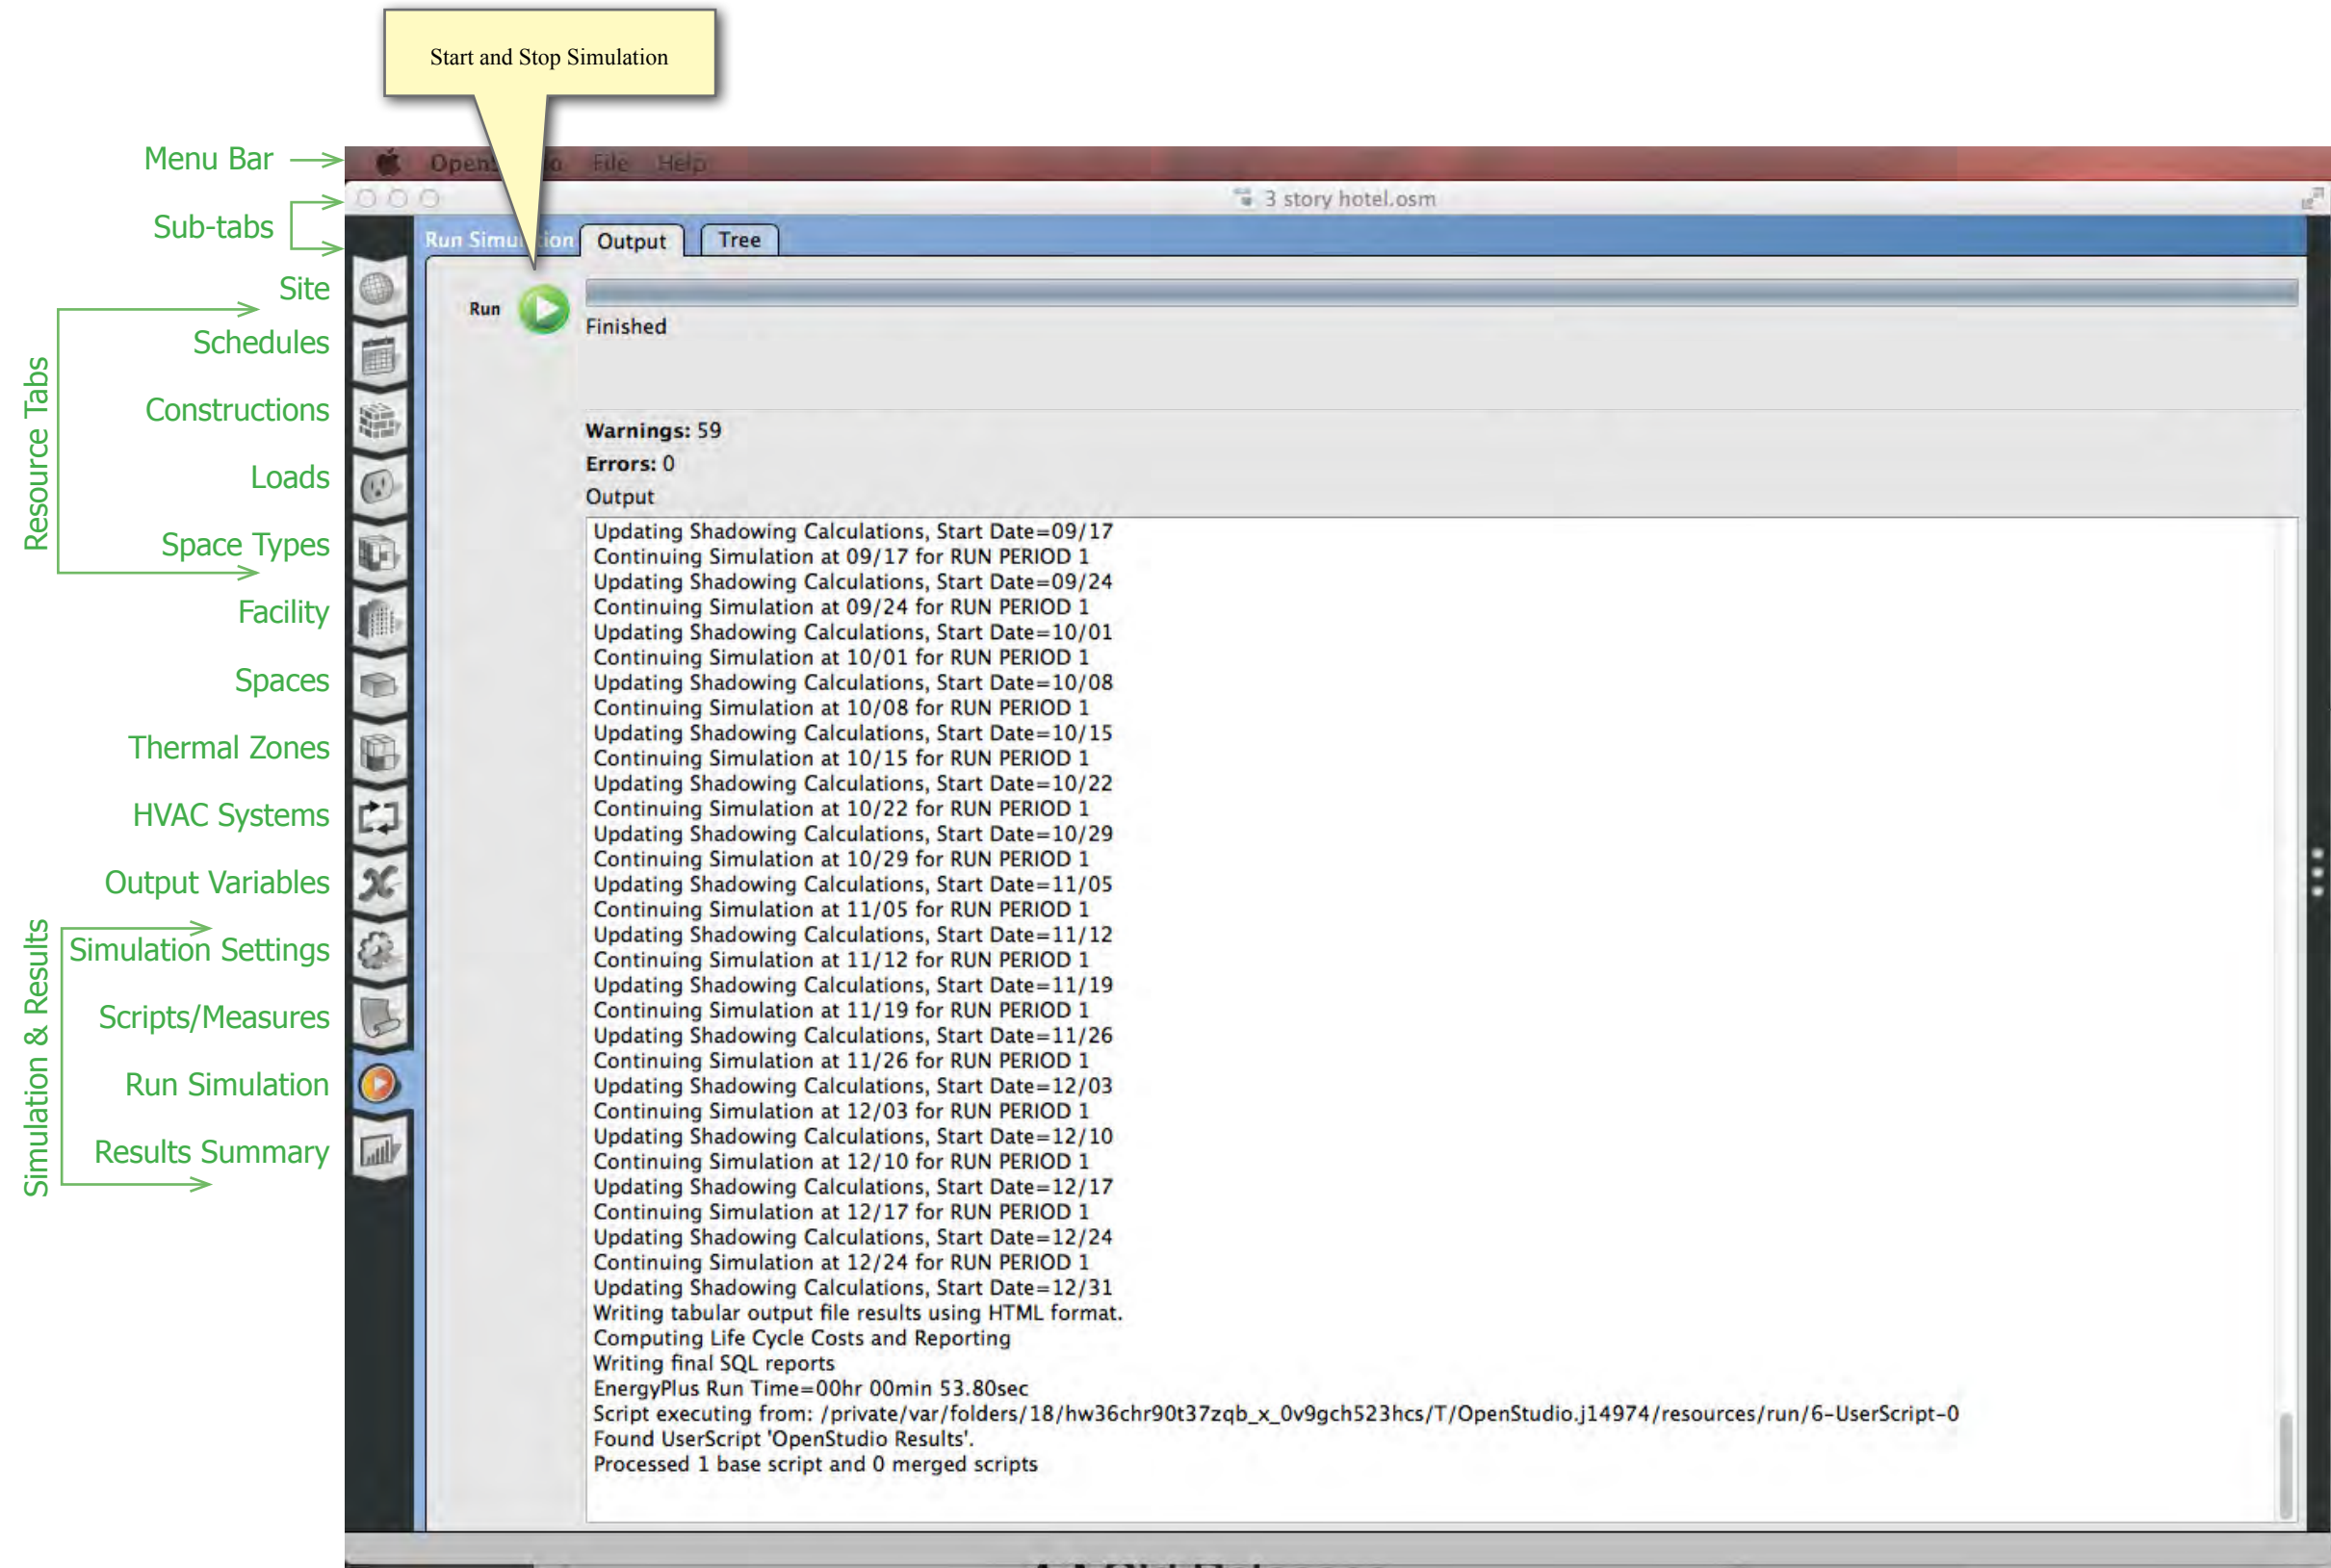 Start and Stop Simulation
Menu Bar
File Help
Sub-tabs
3 story hotel.osm
Run Simulation Output Tree
Site
Run
Finished
Schedules
Resource Tabs
Constructions
Warnings: 59
Errors: 0
Loads
Output
Space Types
Facility
Spaces
Thermal Zones
HVAC Systems
Output Variables
Simulation & Results
Simulation Settings
Scripts/Measures
Run Simulation
Results Summary
Updating Shadowing Calculations, Start Date=09/17
Continuing Simulation at 09/17 for RUN PERIOD 1
Updating Shadowing Calculations, Start Date=09/24
Continuing Simulation at 09/24 for RUN PERIOD 1
Updating Shadowing Calculations, Start Date=10/01
Continuing Simulation at 10/01 for RUN PERIOD 1
Updating Shadowing Calculations, Start Date=10/08
Continuing Simulation at 10/08 for RUN PERIOD 1
Updating Shadowing Calculations, Start Date=10/15
Continuing Simulation at 10/15 for RUN PERIOD 1
Updating Shadowing Calculations, Start Date=10/22
Continuing Simulation at 10/22 for RUN PERIOD 1
Updating Shadowing Calculations, Start Date=10/29
Continuing Simulation at 10/29 for RUN PERIOD 1
Updating Shadowing Calculations, Start Date=11/05
Continuing Simulation at 11/05 for RUN PERIOD 1
Updating Shadowing Calculations, Start Date=11/12
Continuing Simulation at 11/12 for RUN PERIOD 1
Updating Shadowing Calculations, Start Date=11/19
Continuing Simulation at 11/19 for RUN PERIOD 1
Updating Shadowing Calculations, Start Date=11/26
Continuing Simulation at 11/26 for RUN PERIOD 1
Updating Shadowing Calculations, Start Date=12/03
Continuing Simulation at 12/03 for RUN PERIOD 1
Updating Shadowing Calculations, Start Date=12/10
Continuing Simulation at 12/10 for RUN PERIOD 1
Updating Shadowing Calculations, Start Date=12/17
Continuing Simulation at 12/17 for RUN PERIOD 1
Updating Shadowing Calculations, Start Date=12/24
Continuing Simulation at 12/24 for RUN PERIOD 1
Updating Shadowing Calculations, Start Date=12/31
Writing tabular output file results using HTML format.
Computing Life Cycle Costs and Reporting
Writing final SQL reports
EnergyPlus Run Time=00hr 00min 53.80sec
Script executing from: /private/var/folders/18/hw36chr90t37zqb_x_0v9gch523hcs/T/OpenStudio.j14974/resources/run/6-UserScript-0
Found UserScript 'OpenStudio Results'.
Processed 1 base script and 0 merged scripts